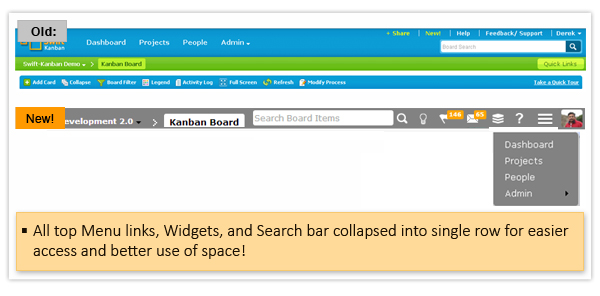 Old:
Swift
Kanban
Dashboard Projects People Admin
+ Share | New! | Help | Feedback/ Support |
Board Search
Swift-Kanban Demo > Kanban Board Quick Links
Add Card Collapse Board Filter Legend Activity Log Full Screen Refresh Modify Process Take a Quick Tour
New! evelopment 2.0 > Kanban Board Search Board Items 146 65 ?
Dashboard
Projects
People
Admin
▪ All top Menu links, Widgets, and Search bar collapsed into single row for easier
access and better use of space!